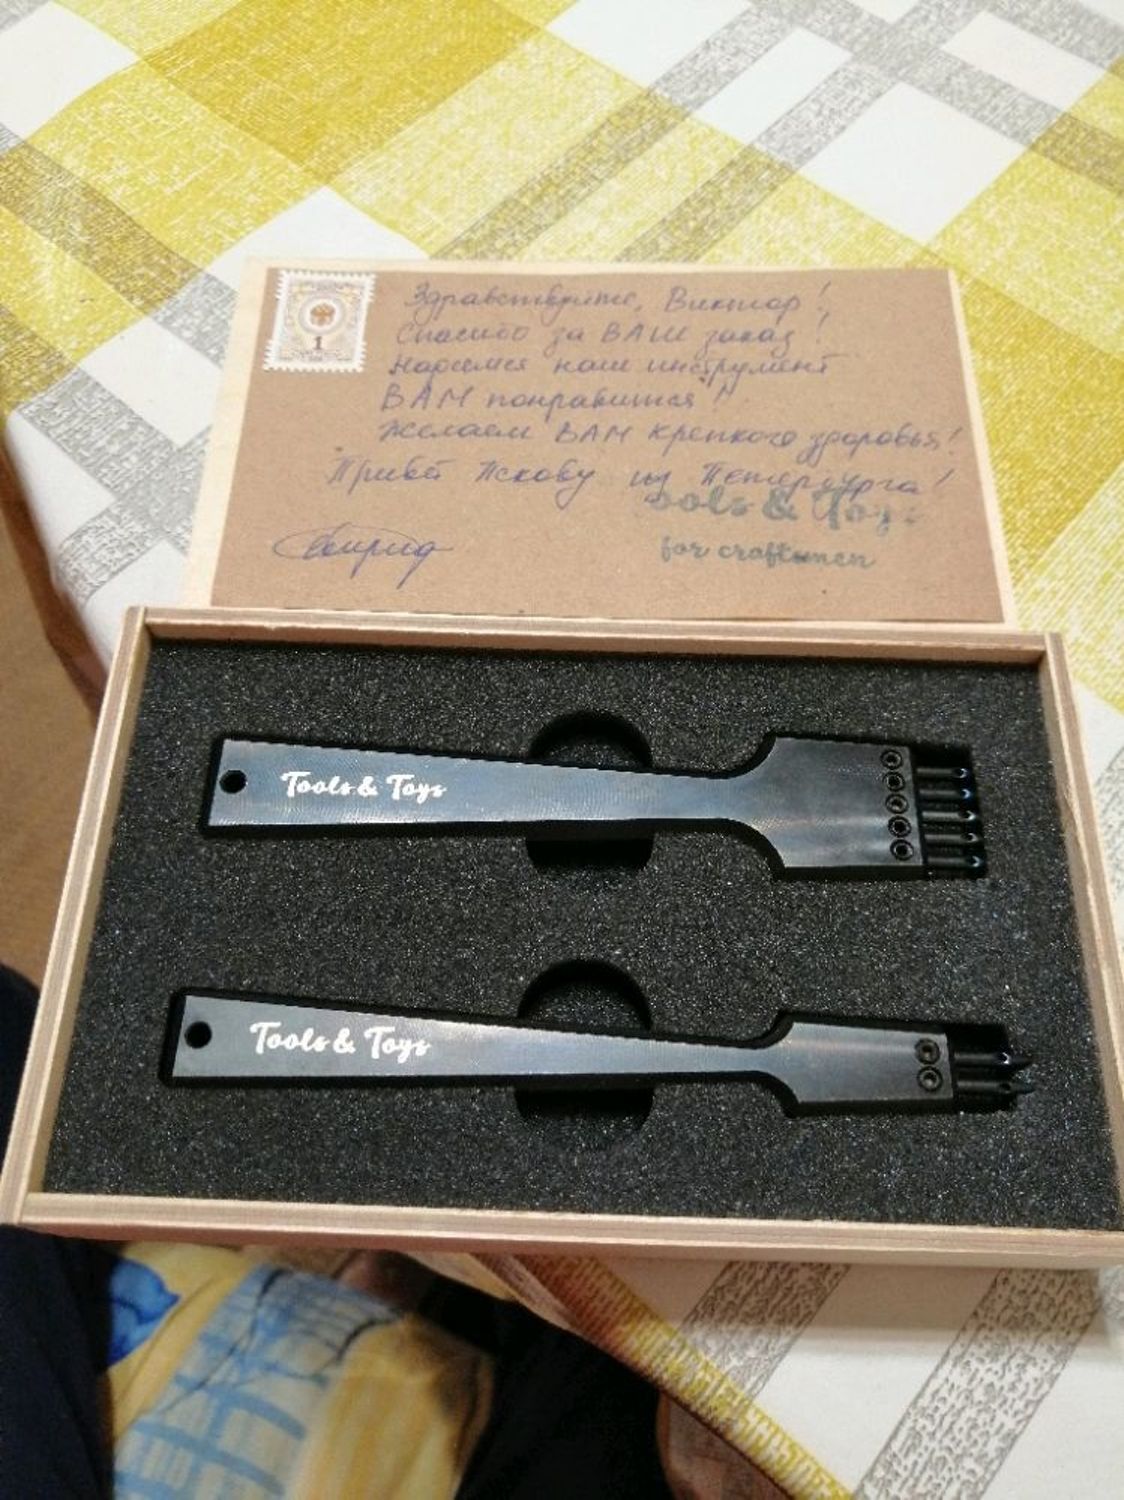 1
Здравствуйте, Виктор!
Спасибо за ВАШ заказ!
Надеемся наш инструмент
ВАМ понравится!
Желаем ВАМ крепкого здоровья!
Привет Пскову из Петербурга!
Tools & Toys
for craftsmen
Tools & Toys
Tools & Toys